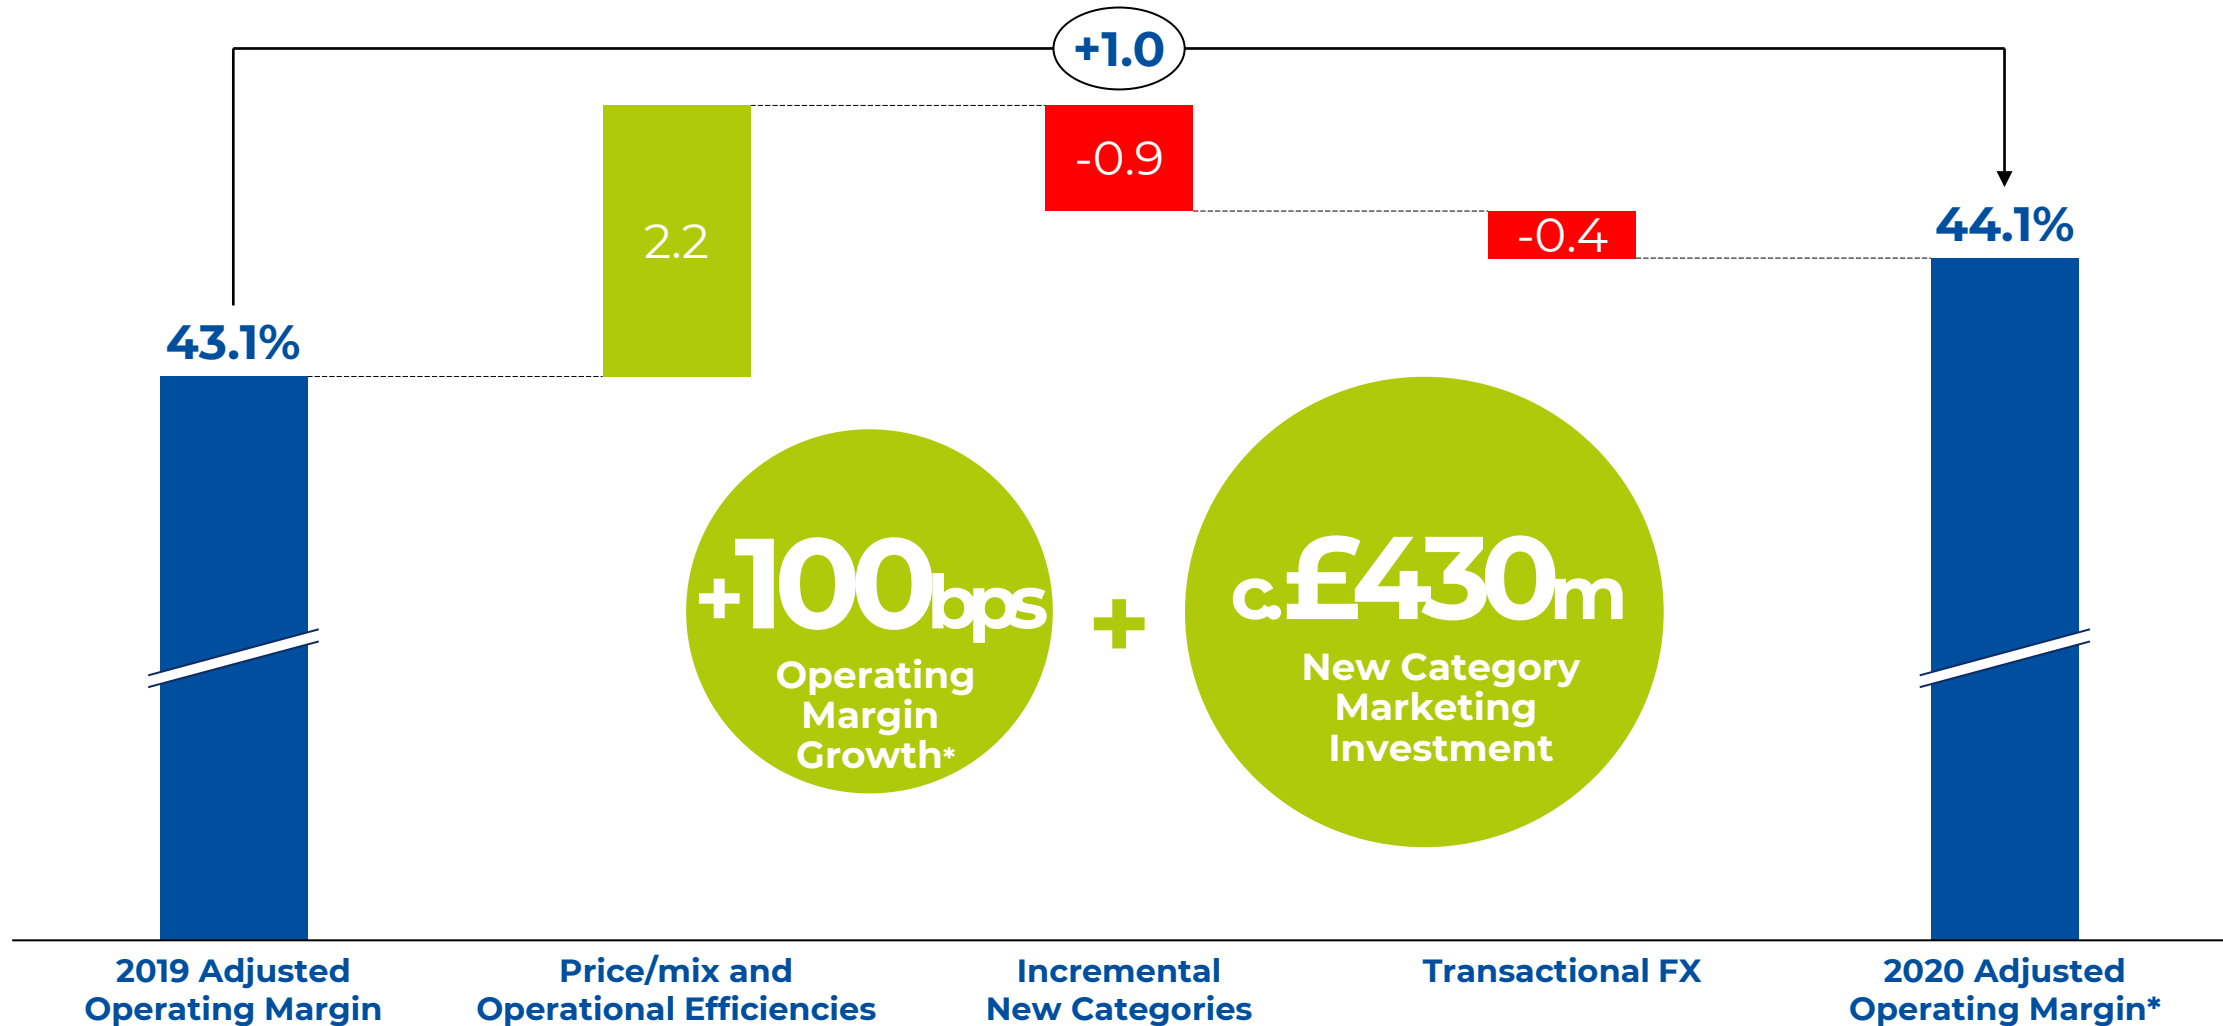 +1.0
43.1%
2.2
-0.9
-0.4
44.1%
+100bps
Operating
Margin
Growth*
+
c.£430m
New Category
Marketing
Investment
2019 Adjusted
Operating Margin
Price/mix and
Operational Efficiencies
Incremental
New Categories
Transactional FX
2020 Adjusted
Operating Margin*